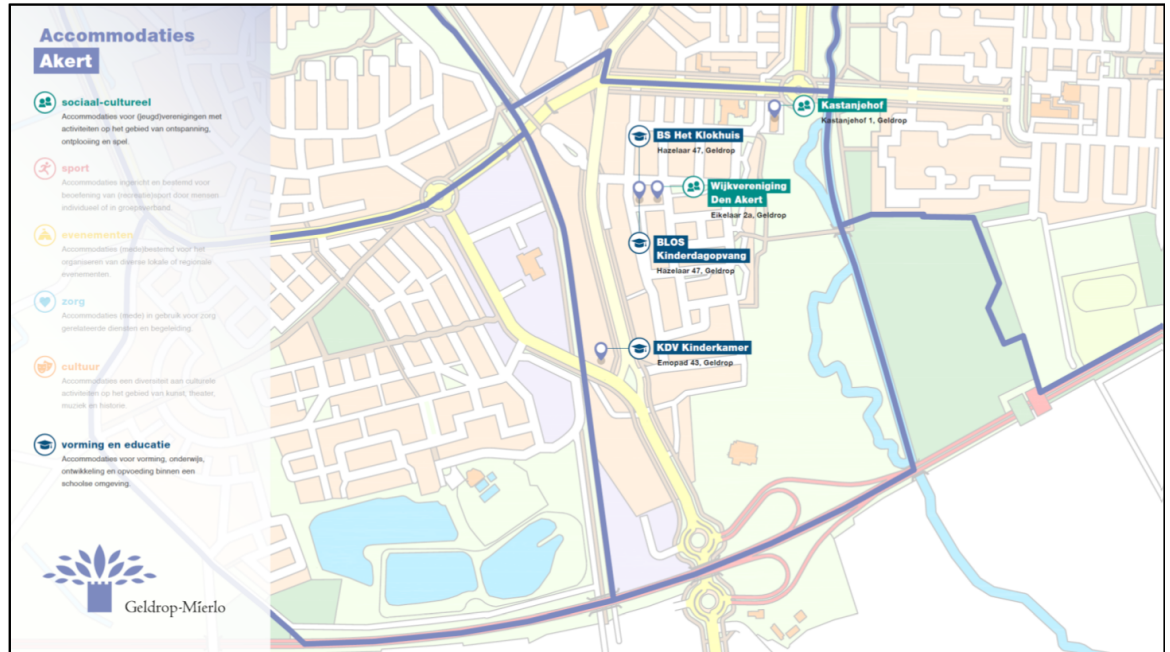 Accommodaties
Akert
sociaal-cultureel
Accommodaties voor (jeugd)verenigingen met
activiteiten op het gebied van ontspanning,
ontplooiing en spel.
sport
Accommodaties ingericht en bestemd voor
beoefening van (recreatie)sport door mensen
individueel of in groepsverband.
evenementen
Accommodaties (mede)bestemd voor het
organiseren van diverse lokale of regionale
evenementen.
zorg
Accommodaties (mede) in gebruik voor zorg
gerelateerde diensten en begeleiding.
cultuur
Accommodaties een diversiteit aan culturele
activiteiten op het gebied van kunst, theater,
muziek en historie.
vorming en educatie
Accommodaties voor vorming, onderwijs,
ontwikkeling en opvoeding binnen een
schoolse omgeving.
Geldrop-Mierlo
Kastanjehof
Kastanjehof 1, Geldrop
BS Het Klokhuis
Hazelaar 47, Geldrop
Wijkvereniging
Den Akert
Eikelaar 2a, Geldrop
BLOS
Kinderdagopvang
Hazelaar 47, Geldrop
KDV Kinderkamer
Emopad 43, Geldrop